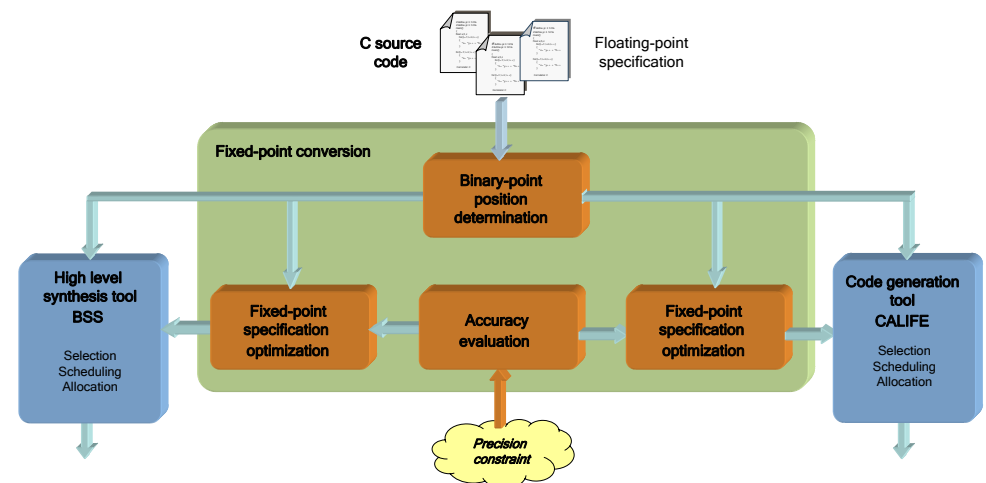 C source
code
Floating-point
specification
Fixed-point conversion
Binary-point
position
determination
High level
synthesis tool
BSS
Selection
Scheduling
Allocation
Fixed-point
specification
optimization
Accuracy
evaluation
Fixed-point
specification
optimization
Code generation
tool
CALIFE
Selection
Scheduling
Allocation
Precision
constraint